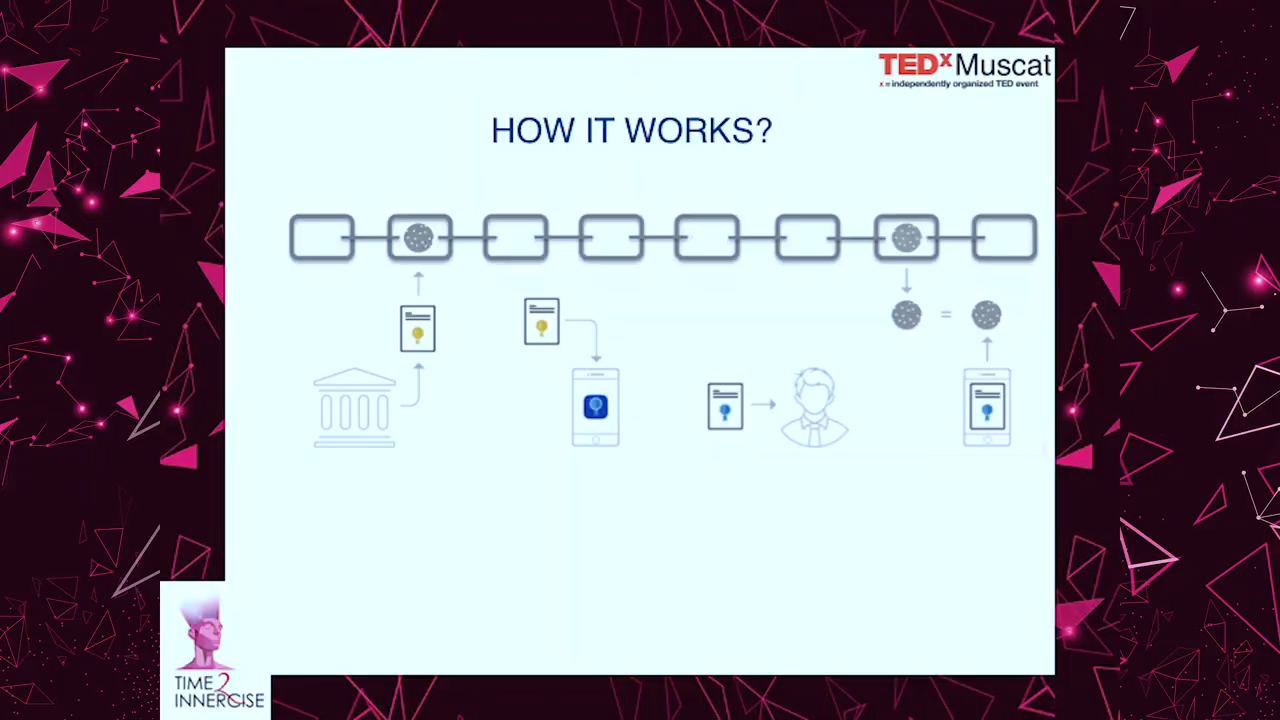 TEDxMuscat
x = independently organized TED event
HOW IT WORKS?
=
TIME 2
INNERCISE